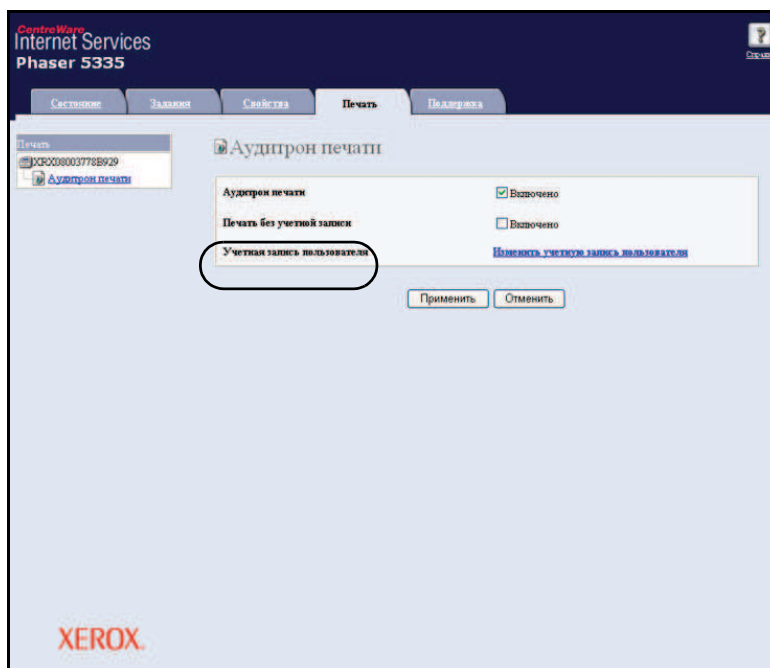 CentreWare
Internet Services
Phaser 5335
Состояние
Задания
Свойства
Печать
Поддержка
Печать
XRX08003778B929
Аудитрон печати
Аудитрон печати
Аудитрон печати
Включено
Печать без учетной записи
Включено
Учетная запись пользователя
Изменить учетную запись пользователя
Применить
Отменить
XEROX.